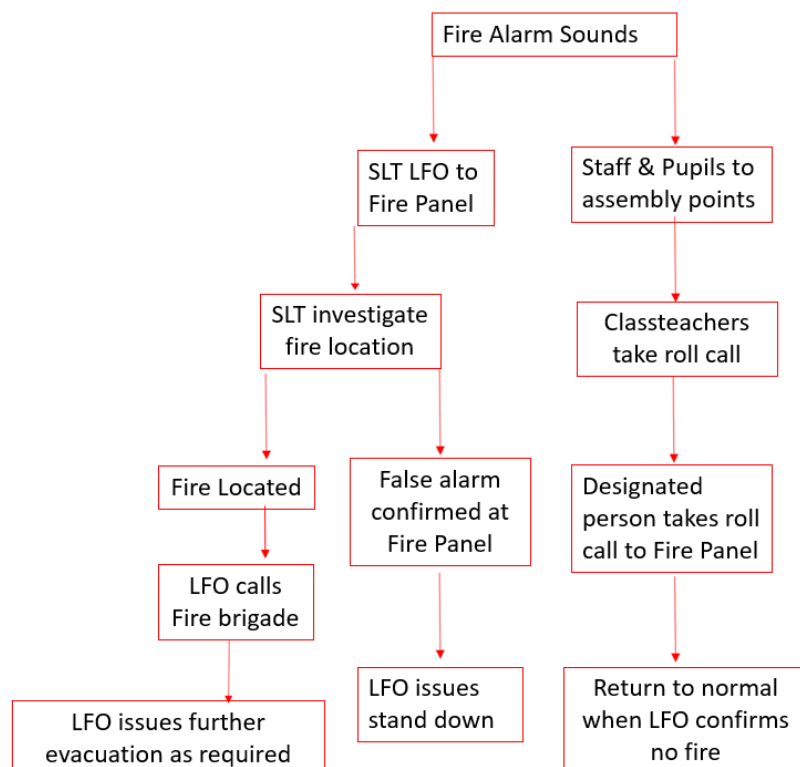 Fire Alarm Sounds
SLT LFO to
Fire Panel
Staff & Pupils to
assembly points
SLT investigate
fire location
Classteachers
take roll call
Fire Located
False alarm
confirmed at
Fire Panel
Designated
person takes roll
call to Fire Panel
LFO calls
Fire brigade
LFO issues
stand down
Return to normal
when LFO confirms
no fire
LFO issues further
evacuation as required